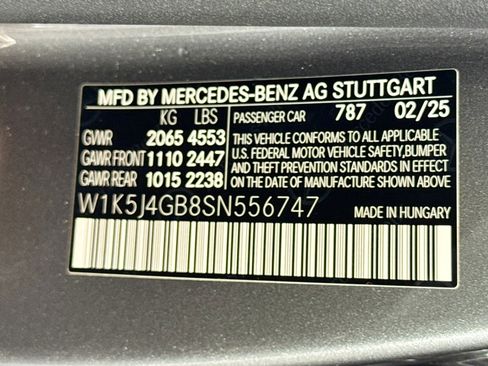 MFD BY MERCEDES-BENZ AG STUTTGART
KG LBS PASSENGER CAR 787 02/25
GVWR 2065 4553
GAWR FRONT 1110 2447
GAWR REAR 1015 2238
THIS VEHICLE CONFORMS TO ALL APPLICABLE
U.S. FEDERAL MOTOR VEHICLE SAFETY, BUMPER
AND THEFT PREVENTION STANDARDS IN EFFECT
ON THE DATE OF MANUFACTURE SHOWN ABOVE.
W1K5J4GB8SN556747 MADE IN HUNGARY